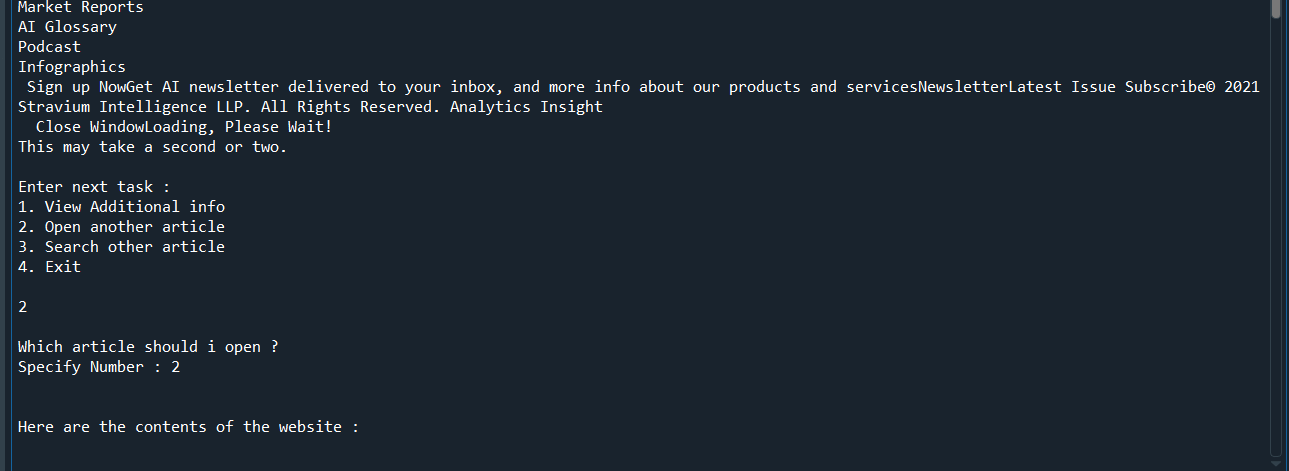 Market Reports
AI Glossary
Podcast
Infographics
Sign up NowGet AI newsletter delivered to your inbox, and more info about our products and servicesNewsletterLatest Issue Subscribe© 2021
Stravium Intelligence LLP. All Rights Reserved. Analytics Insight
Close WindowLoading, Please Wait!
This may take a second or two.
Enter next task :
1. View Additional info
2. Open another article
3. Search other article
4. Exit
2
Which article should i open ?
Specify Number : 2
Here are the contents of the website :